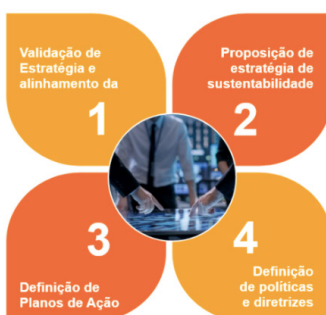 Validação de
Estratégia e
alinhamento da
1
Proposição de
estratégia de
sustentabilidade
2
3
Definição de
Planos de Ação
4
Definição
de políticas
e diretrizes